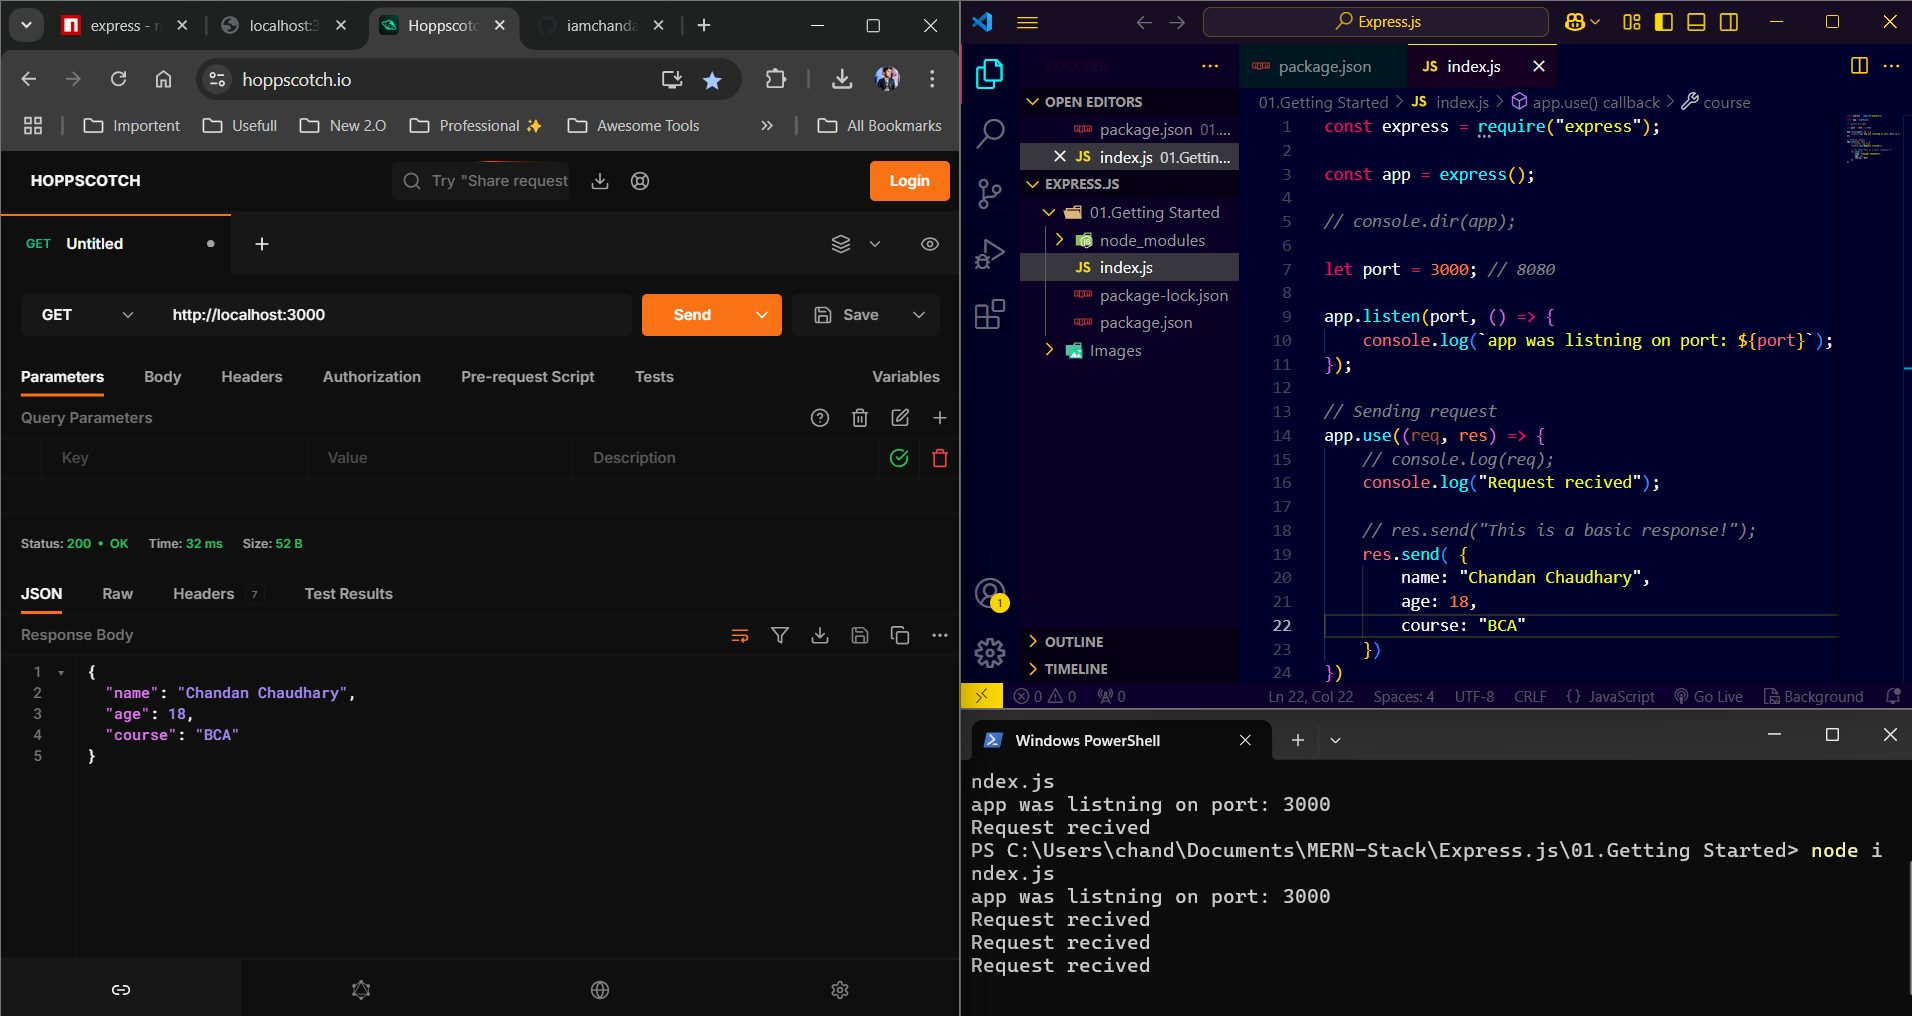 express - n
localhost:3
Hoppscotc
iamchanda
hoppscotch.io
Importent
Usefull
New 2.O
Professional ✨
Awesome Tools
»
All Bookmarks
HOPPSCOTCH
Try "Share request
Login
GET Untitled
GET
http://localhost:3000
Send
Save
Parameters
Body
Headers
Authorization
Pre-request Script
Tests
Variables
Query Parameters
Key
Value
Description
Status: 200 • OK Time: 32 ms Size: 52 B
JSON
Raw
Headers 7
Test Results
Response Body
1 {
2 "name": "Chandan Chaudhary",
3 "age": 18,
4 "course": "BCA"
5 }
Express.js
EXPLORER
OPEN EDITORS
package.json 01....
JS index.js 01.Gettin...
EXPRESS.JS
01.Getting Started
node_modules
JS index.js
package-lock.json
package.json
Images
OUTLINE
TIMELINE
1
package.json
JS index.js
01.Getting Started > JS index.js > app.use() callback > course
1 const express = require("express");
2
3 const app = express();
4
5 // console.dir(app);
6
7 let port = 3000; // 8080
8
9 app.listen(port, () => {
10 console.log(`app was listning on port: ${port}`);
11 });
12
13 // Sending request
14 app.use((req, res) => {
15 // console.log(req);
16 console.log("Request recived");
17
18 // res.send("This is a basic response!");
19 res.send( {
20 name: "Chandan Chaudhary",
21 age: 18,
22 course: "BCA"
23 })
24 })
0 0 0
Ln 22, Col 22 Spaces: 4 UTF-8 CRLF {} JavaScript Go Live Background
Windows PowerShell
ndex.js
app was listning on port: 3000
Request recived
PS C:\Users\chand\Documents\MERN-Stack\Express.js\01.Getting Started> node i
ndex.js
app was listning on port: 3000
Request recived
Request recived
Request recived